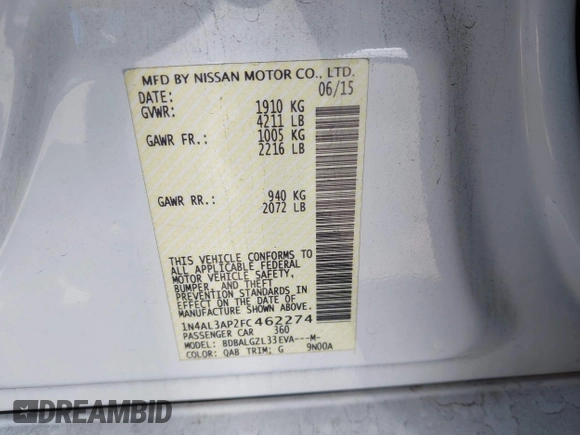 MFD BY NISSAN MOTOR CO., LTD.
DATE: 06/15
GVWR: 1910 KG
4211 LB
GAWR FR.: 1005 KG
2216 LB
GAWR RR.: 940 KG
2072 LB
THIS VEHICLE CONFORMS TO
ALL APPLICABLE FEDERAL
MOTOR VEHICLE SAFETY,
BUMPER, AND THEFT
PREVENTION STANDARDS IN
EFFECT ON THE DATE OF
MANUFACTURE SHOWN ABOVE.
1N4AL3AP2FC462274
PASSENGER CAR 360
MODEL: BDBALGZL33EVA---M-
COLOR: QAB TRIM; G 9N00A
DREAMBID